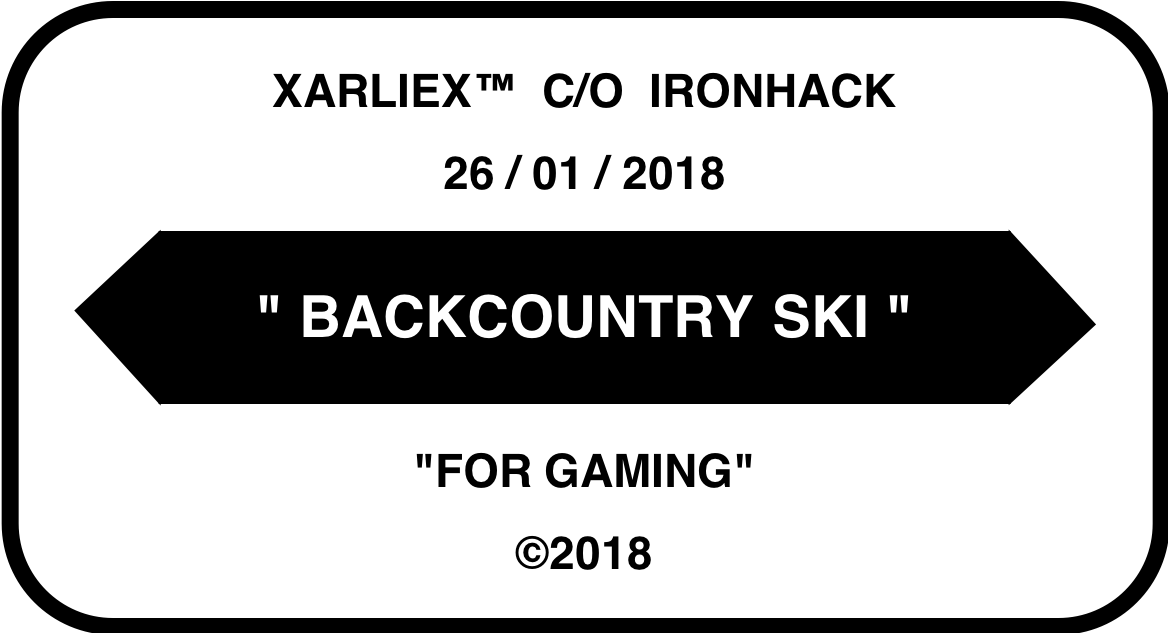 XARLIEX™ C/O IRONHACK
26 / 01 / 2018
" BACKCOUNTRY SKI "
"FOR GAMING"
©2018